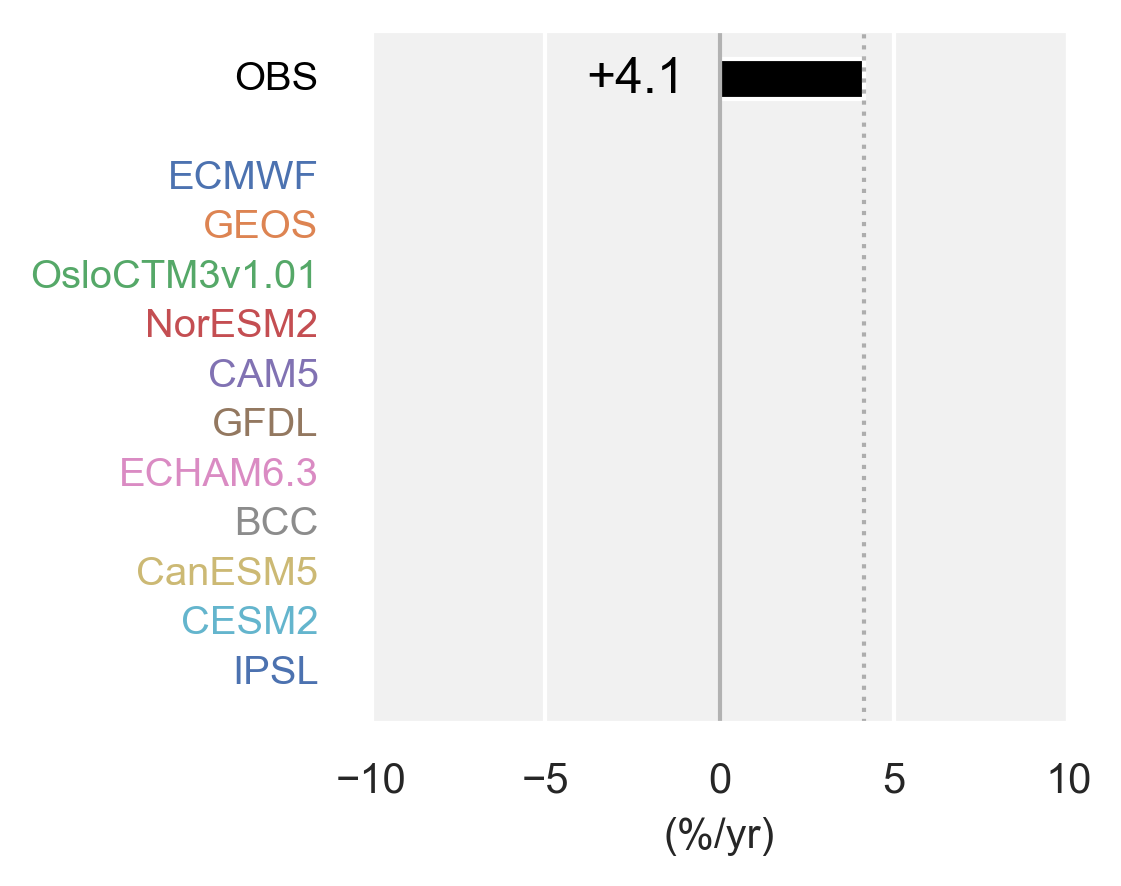 OBS +4.1
ECMWF
GEOS
OsloCTM3v1.01
NorESM2
CAM5
GFDL
ECHAM6.3
BCC
CanESM5
CESM2
IPSL
−10 −5 0 5 10
(%/yr)